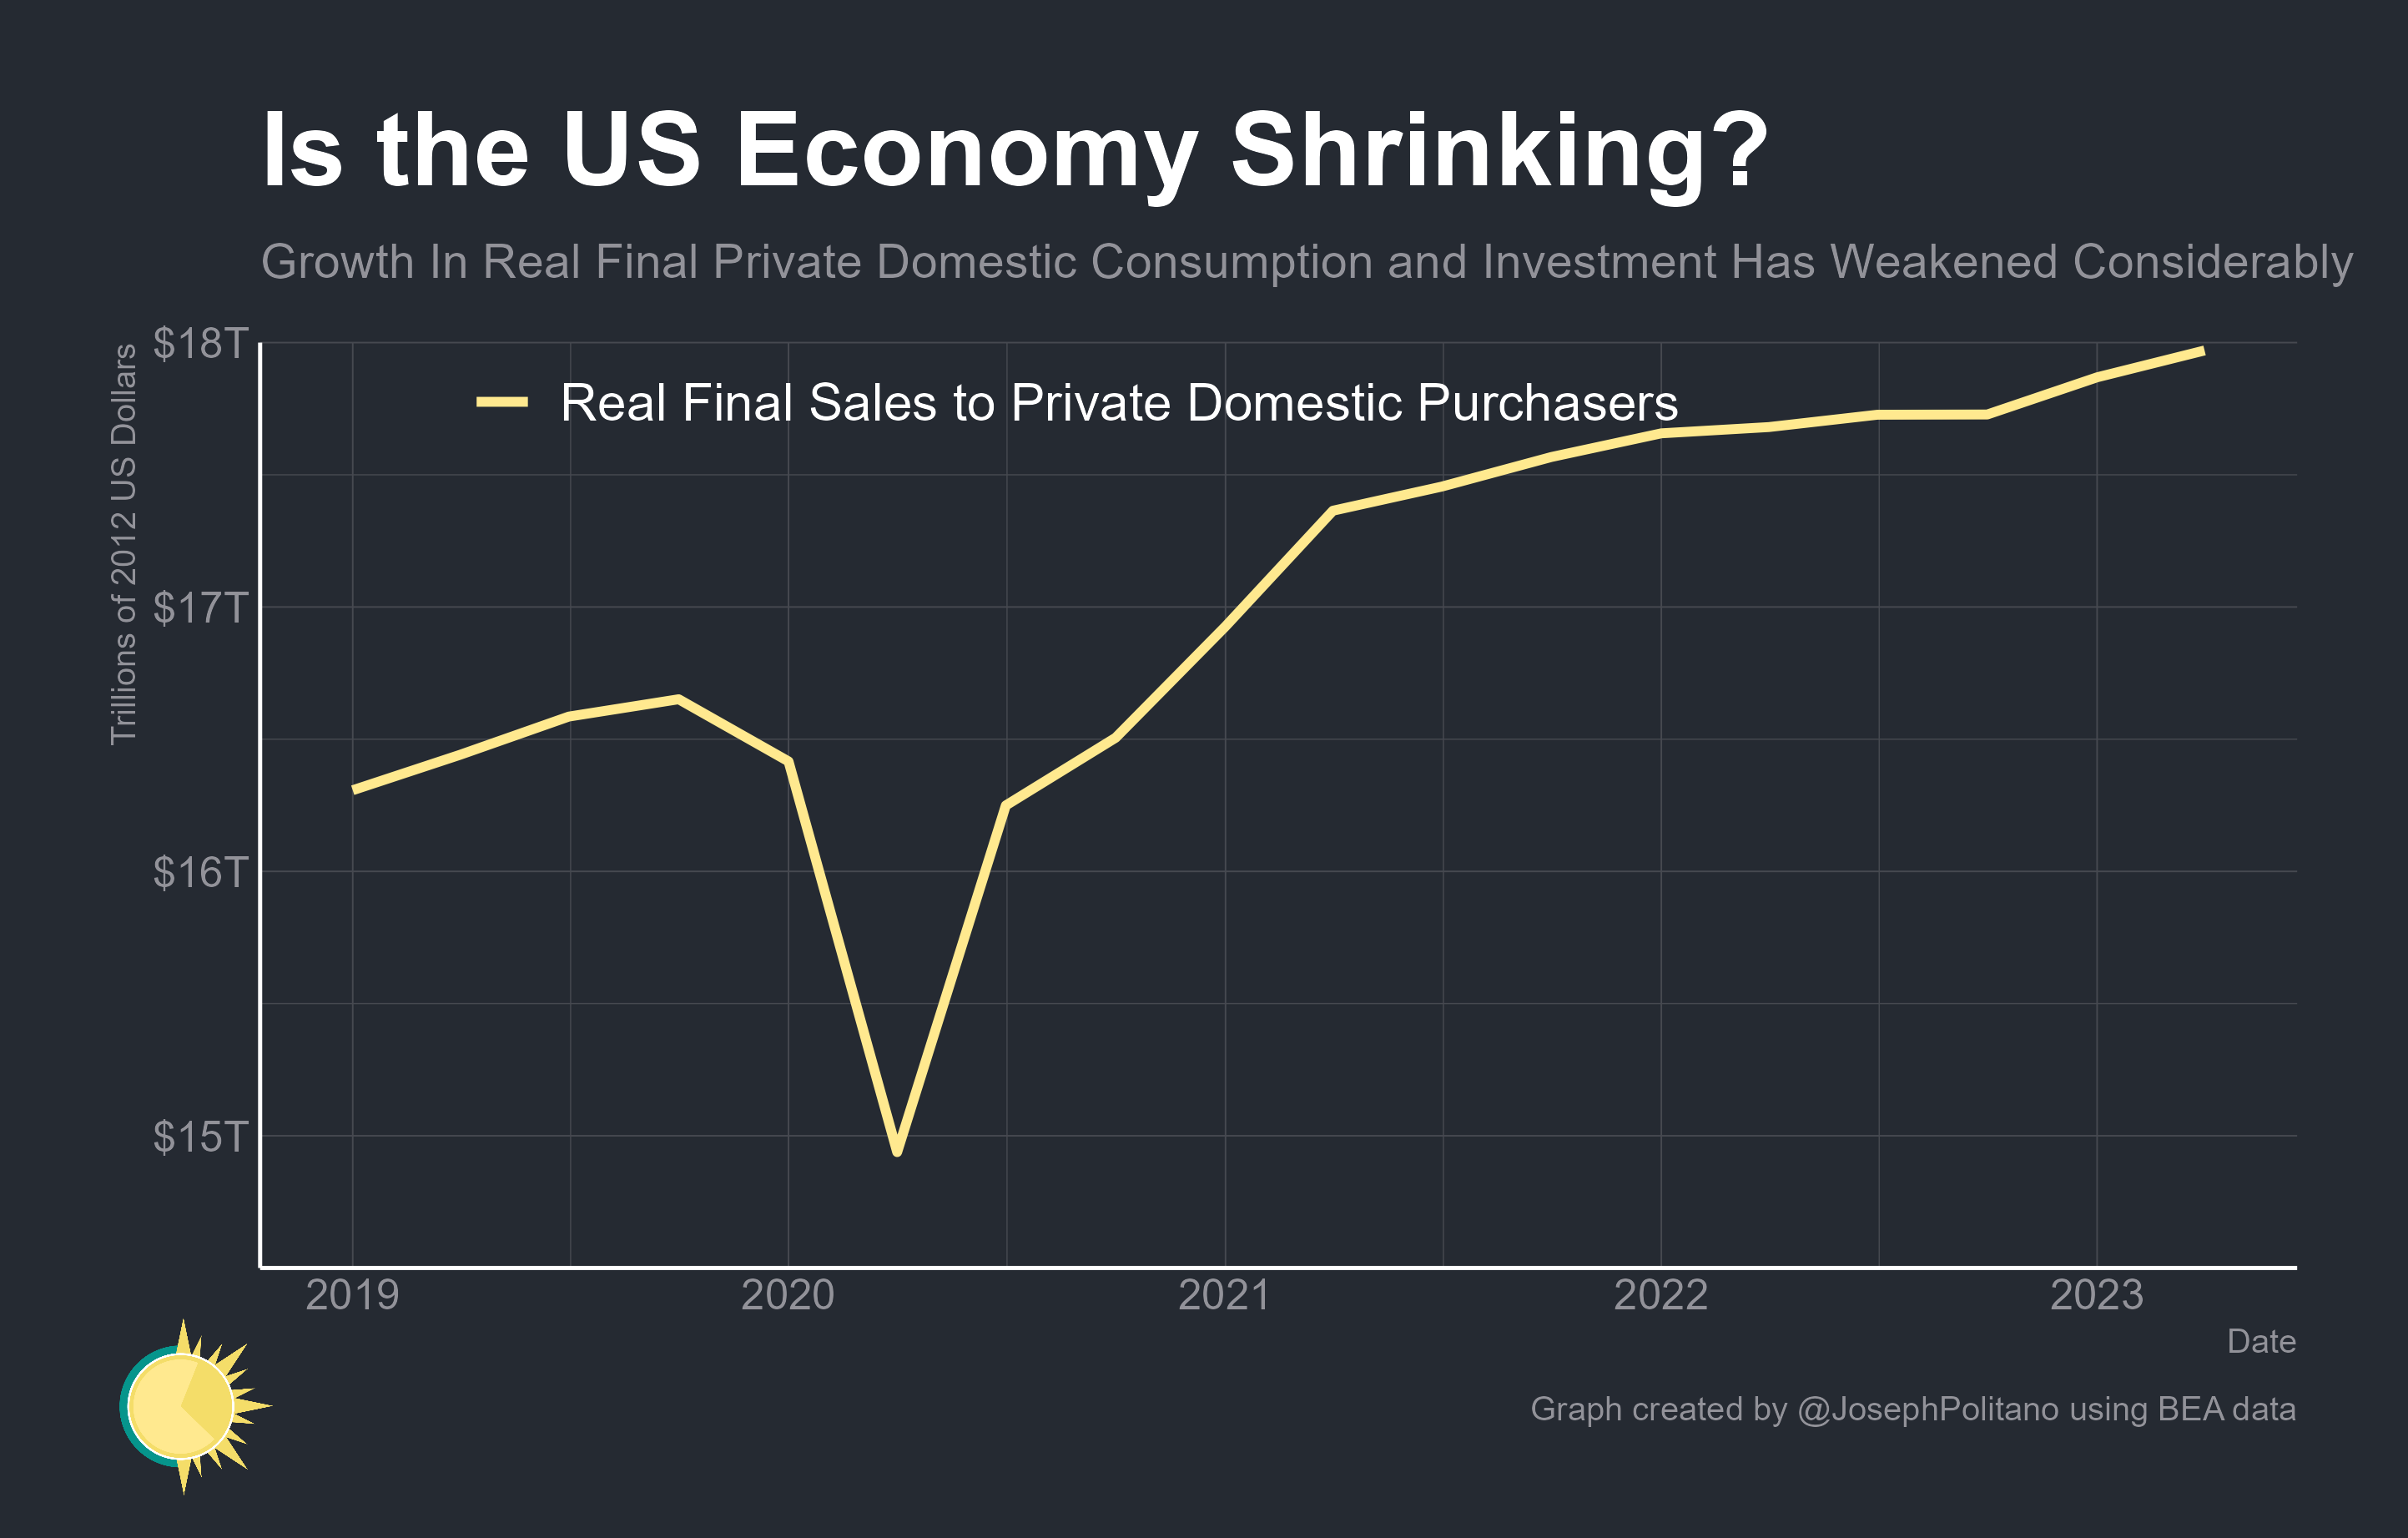 Is the US Economy Shrinking?
Growth In Real Final Private Domestic Consumption and Investment Has Weakened Considerably
Trillions of 2012 US Dollars
$18T
$17T
$16T
$15T
Real Final Sales to Private Domestic Purchasers
2019
2020
2021
2022
2023
Date
Graph created by @JosephPolitano using BEA data